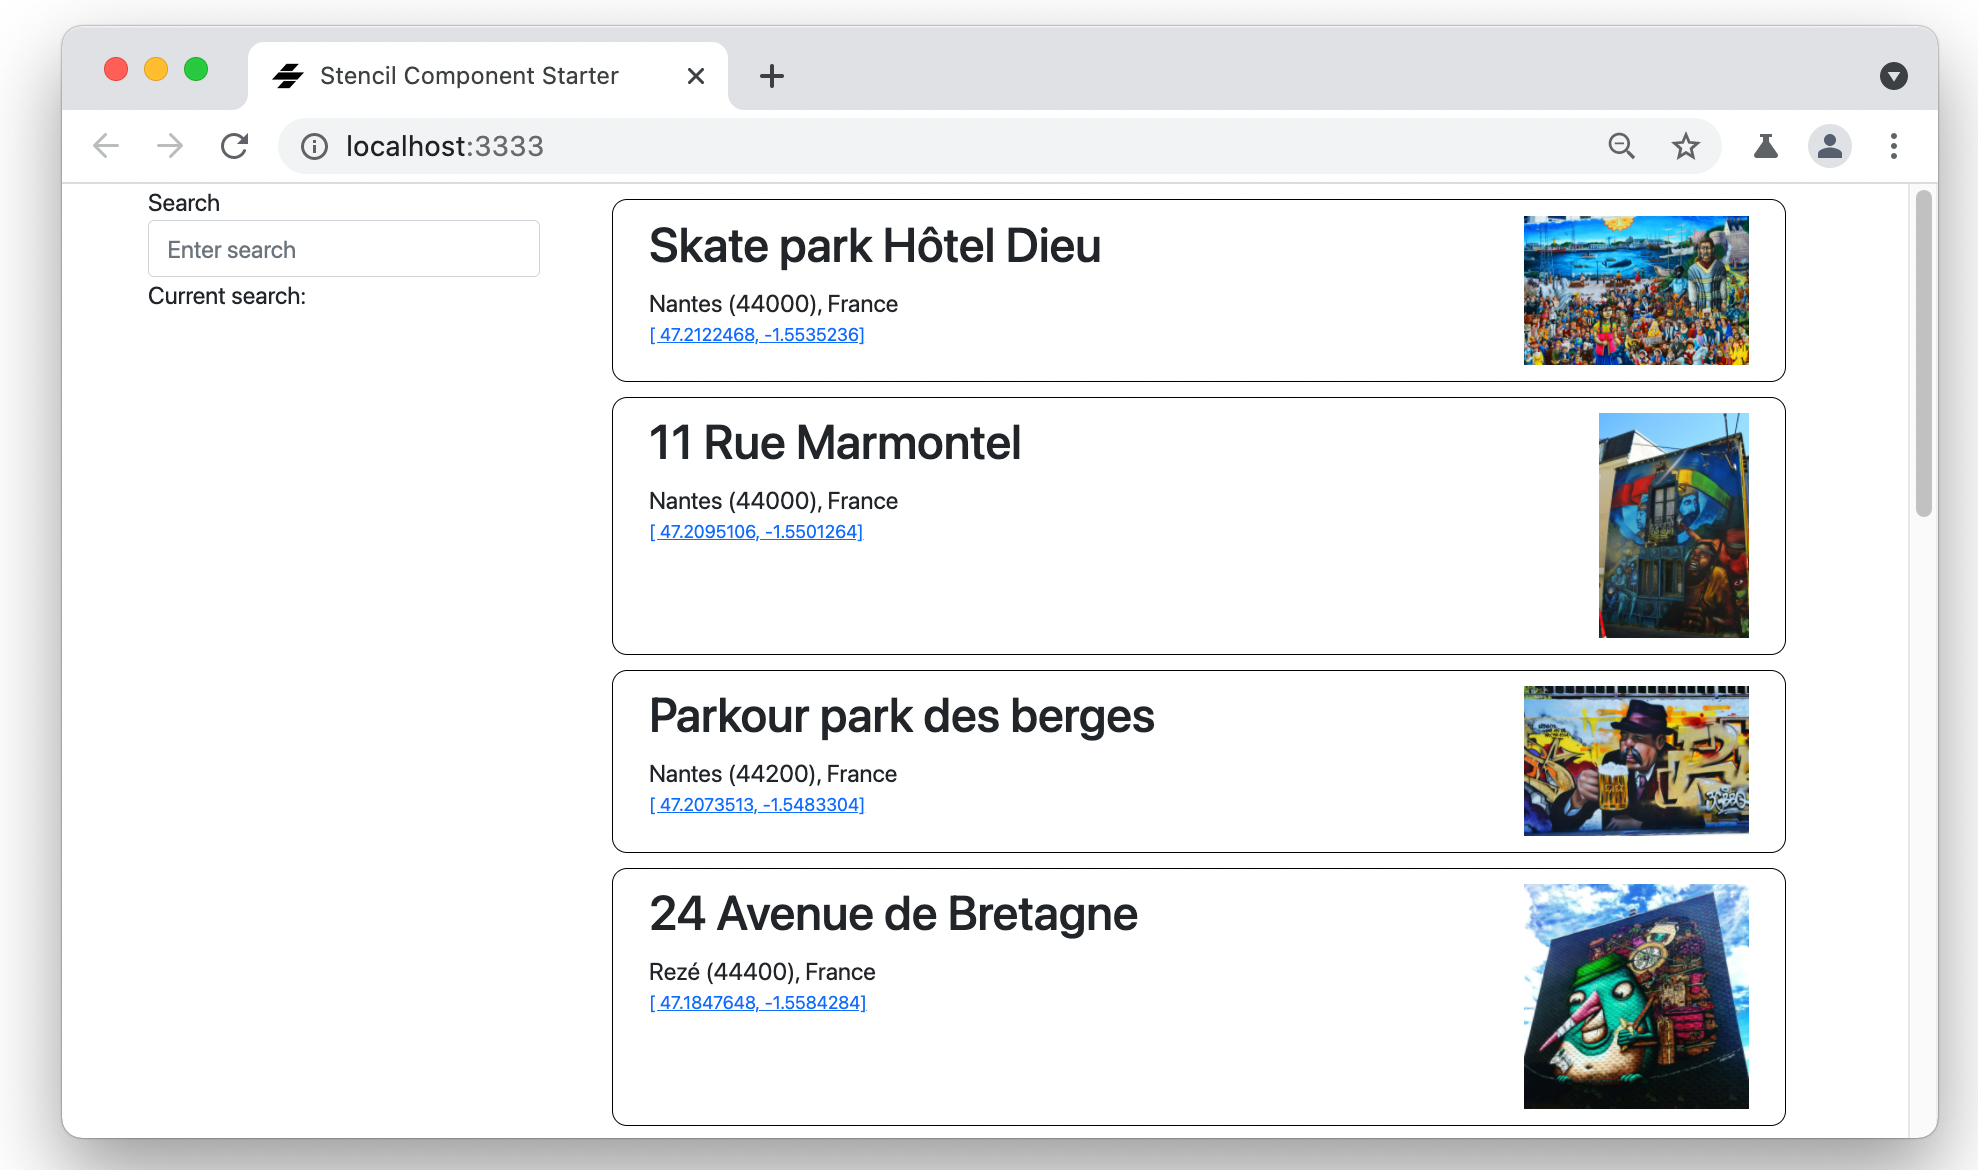 Stencil Component Starter
localhost:3333
Search
Enter search
Current search:
Skate park Hôtel Dieu
Nantes (44000), France
[ 47.2122468, -1.5535236]
11 Rue Marmontel
Nantes (44000), France
[ 47.2095106, -1.5501264]
Parkour park des berges
Nantes (44200), France
[ 47.2073513, -1.5483304]
24 Avenue de Bretagne
Rezé (44400), France
[ 47.1847648, -1.5584284]